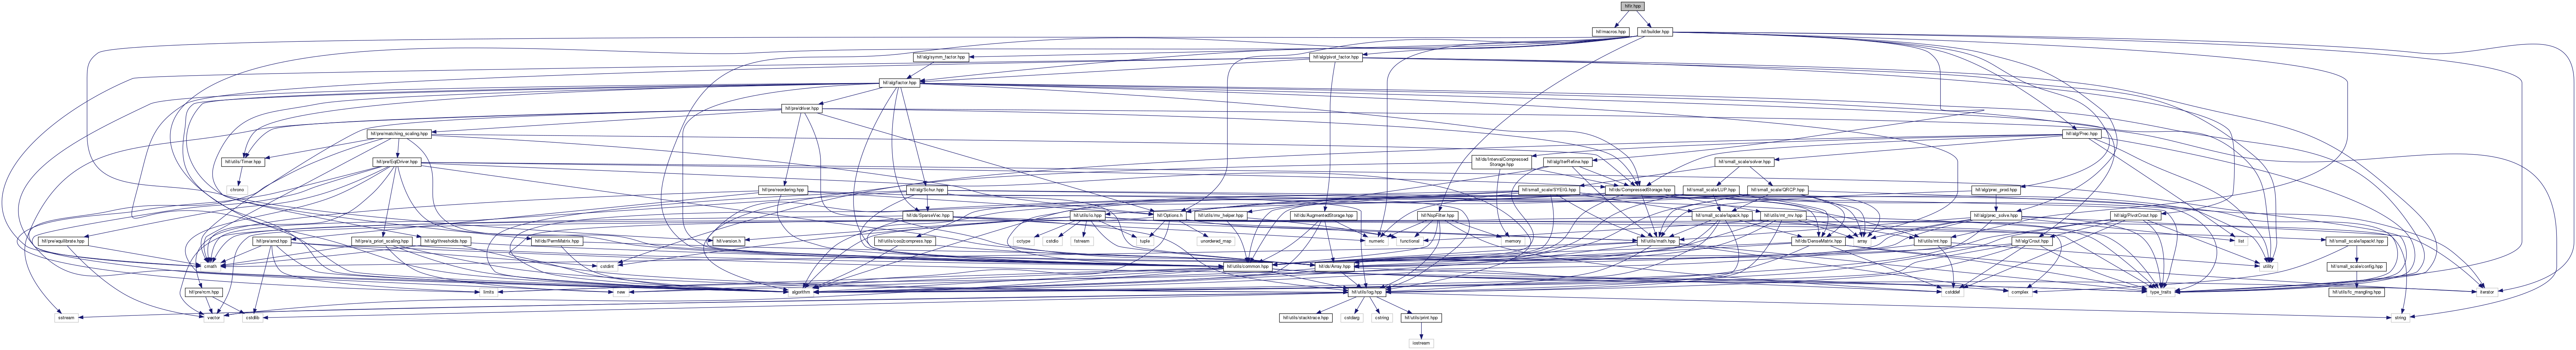 hilt.hpp
hif/macros.hpp
hif/builder.hpp
hif/alg/symm_factor.hpp
hif/alg/pivot_factor.hpp
hif/alg/factor.hpp
hif/pre/driver.hpp
hif/pre/matching_scaling.hpp
hif/alg/Prec.hpp
hif/utils/Timer.hpp
hif/pre/EqlDriver.hpp
hif/ds/IntervalCompressed
Storage.hpp
hif/alg/IterRefine.hpp
hif/small_scale/solver.hpp
chrono
hif/pre/reordering.hpp
hif/alg/Schur.hpp
hif/small_scale/SYEIG.hpp
hif/ds/CompressedStorage.hpp
hif/small_scale/LUP.hpp
hif/small_scale/QRCP.hpp
hif/alg/prec_prod.hpp
hif/ds/SparseVec.hpp
hif/utils/io.hpp
hif/Options.h
hif/utils/mv_helper.hpp
hif/ds/AugmentedStorage.hpp
hif/NspFilter.hpp
hif/small_scale/lapack.hpp
hif/utils/mt_mv.hpp
hif/alg/prec_solve.hpp
hif/alg/PivotCrout.hpp
hif/pre/equilibrate.hpp
hif/pre/amd.hpp
hif/pre/a_priori_scaling.hpp
hif/alg/thresholds.hpp
hif/ds/PermMatrix.hpp
hif/version.h
hif/utils/coo2compress.hpp
cctype
cstdio
fstream
tuple
unordered_map
numeric
functional
memory
hif/utils/math.hpp
hif/ds/DenseMatrix.hpp
array
hif/utils/mt.hpp
hif/alg/Crout.hpp
list
hif/small_scale/lapackf.hpp
cmath
cstdint
hif/utils/common.hpp
hif/ds/Array.hpp
utility
hif/small_scale/config.hpp
hif/pre/rcm.hpp
limits
new
algorithm
hif/utils/log.hpp
cstddef
complex
type_traits
hif/utils/fc_mangling.hpp
iterator
sstream
vector
cstdlib
hif/utils/stacktrace.hpp
cstdarg
cstring
hif/utils/print.hpp
string
iostream